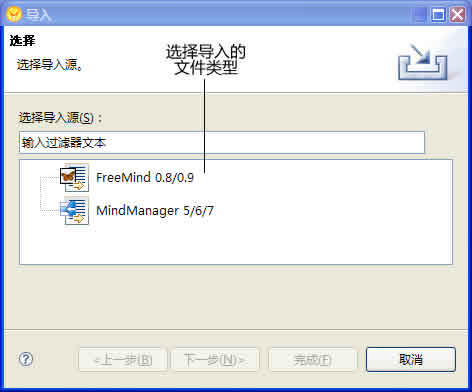 导入
选择
选择导入源。
选择导入的
文件类型
选择导入源(S)：
输入过滤器文本
FreeMind 0.8/0.9
MindManager 5/6/7
?
<上一步(B)
下一步(N)>
完成(F)
取消